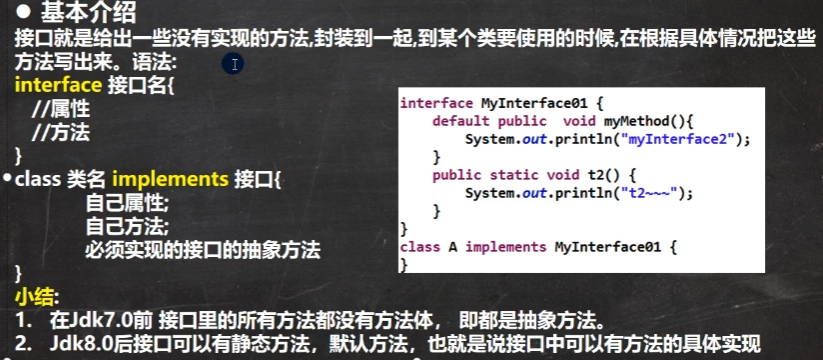 ● 基本介绍
接口就是给出一些没有实现的方法,封装到一起,到某个类要使用的时候,在根据具体情况把这些
方法写出来。语法:
interface 接口名{
//属性
//方法
}
•class 类名 implements 接口{
自己属性;
自己方法;
必须实现的接口的抽象方法
}
小结:
1. 在Jdk7.0前 接口里的所有方法都没有方法体， 即都是抽象方法。
2. Jdk8.0后接口可以有静态方法，默认方法，也就是说接口中可以有方法的具体实现
interface MyInterface01 {
default public void myMethod(){
System.out.println("myInterface2");
}
public static void t2() {
System.out.println("t2~~~");
}
}
class A implements MyInterface01 {
}